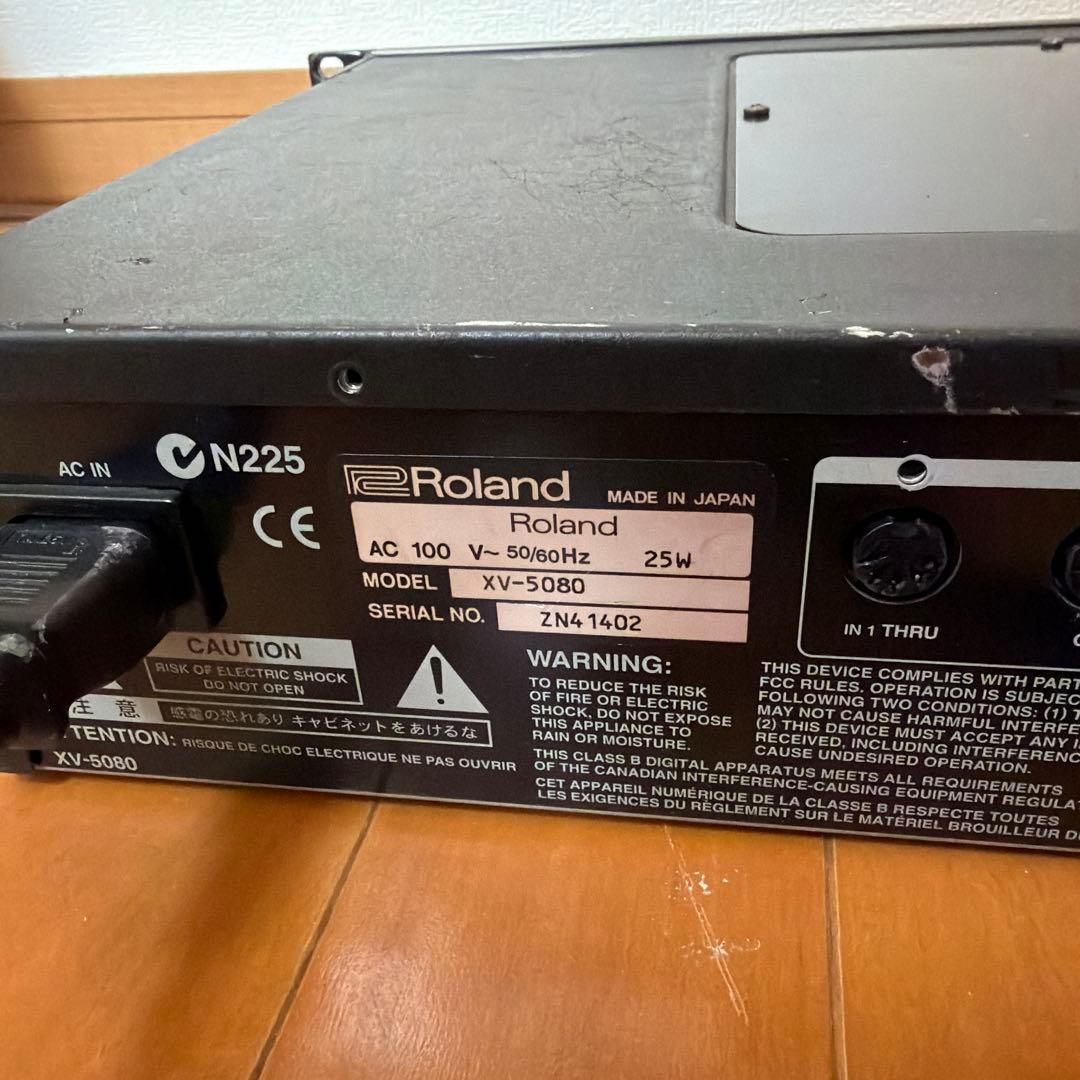 AC IN
N225
CE
Roland MADE IN JAPAN
Roland
AC 100 V~ 50/60Hz 25W
MODEL XV-5080
SERIAL NO. ZN41402
IN 1 THRU
CAUTION
RISK OF ELECTRIC SHOCK
DO NOT OPEN
注 意 感電の恐れあり キャビネットをあけるな
TTENTION: RISQUE DE CHOC ELECTRIQUE NE PAS OUVRIR
XV-5080
WARNING:
TO REDUCE THE RISK
OF FIRE OR ELECTRIC
SHOCK, DO NOT EXPOSE
THIS APPLIANCE TO
RAIN OR MOISTURE.
THIS DEVICE COMPLIES WITH PART
FCC RULES. OPERATION IS SUBJEC
FOLLOWING TWO CONDITIONS: (1) T
MAY NOT CAUSE HARMFUL INTERFE
(2) THIS DEVICE MUST ACCEPT ANY I
RECEIVED, INCLUDING INTERFERENC
CAUSE UNDESIRED OPERATION.
THIS CLASS B DIGITAL APPARATUS MEETS ALL REQUIREMENTS
OF THE CANADIAN INTERFERENCE-CAUSING EQUIPMENT REGULAT
CET APPAREIL NUMÉRIQUE DE LA CLASSE B RESPECTE TOUTES
LES EXIGENCES DU RÈGLEMENT SUR LE MATÉRIEL BROUILLEUR D